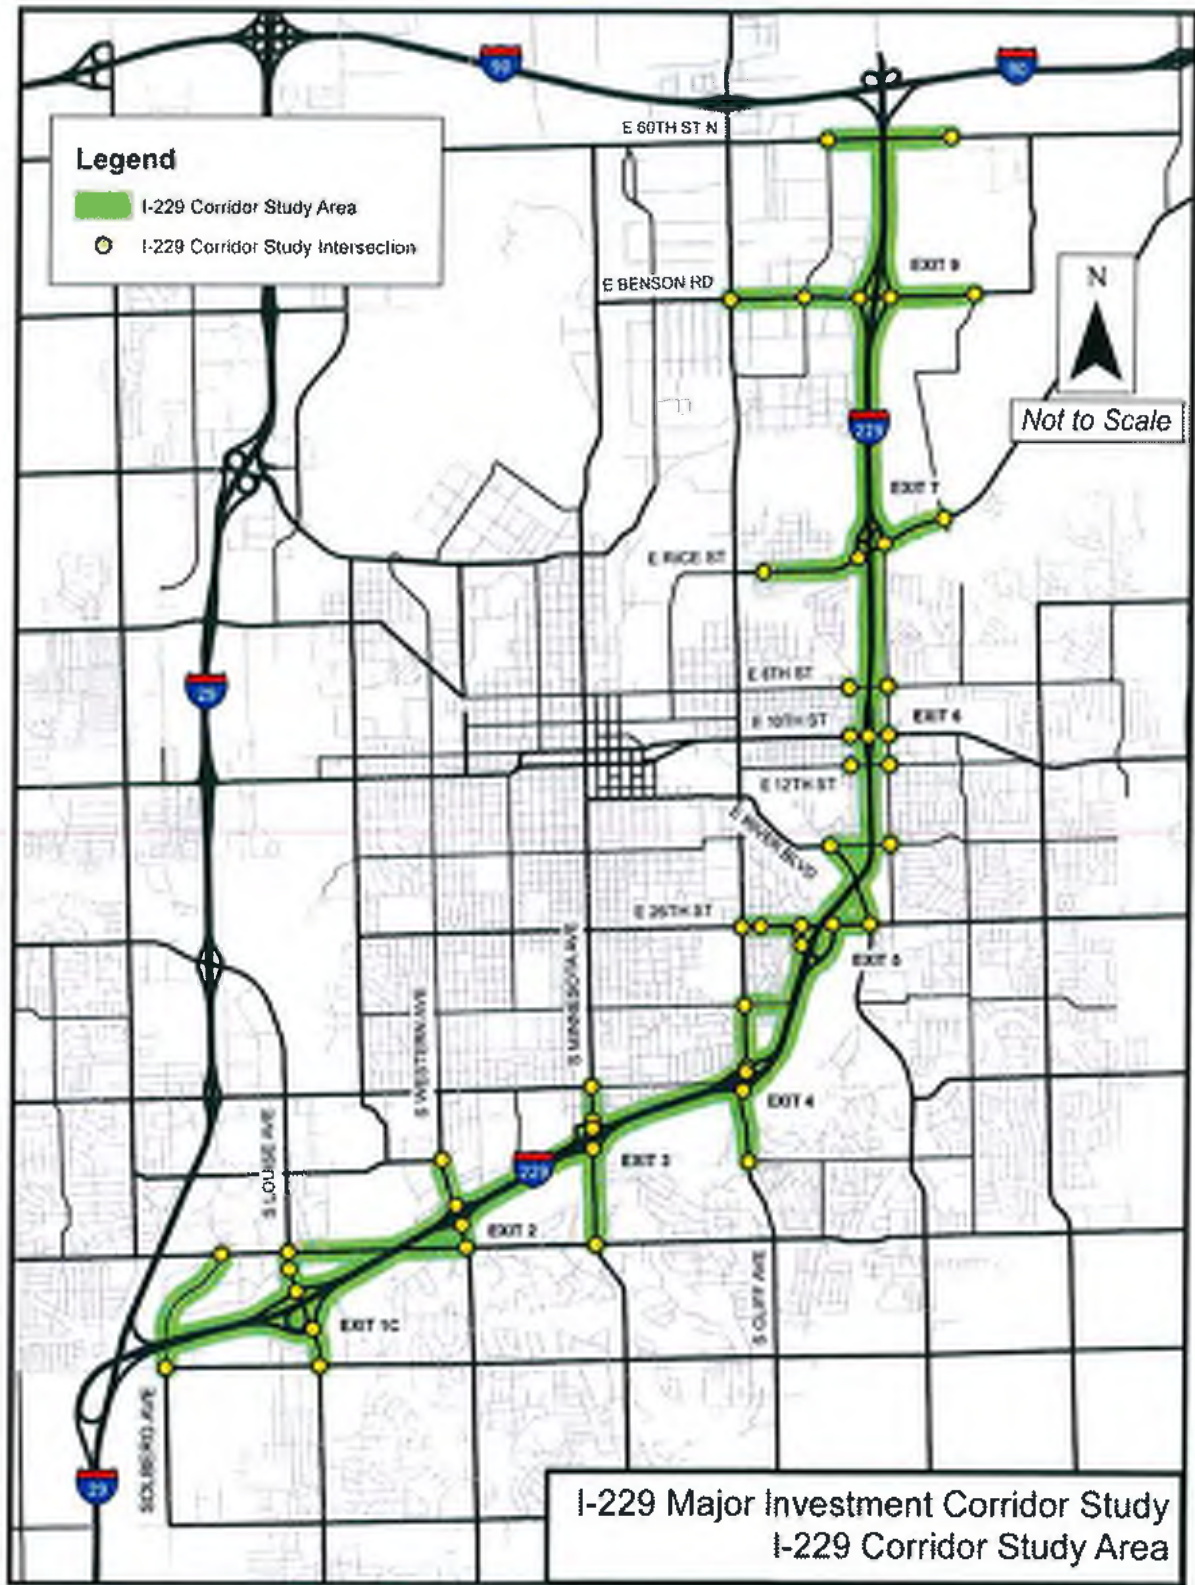 90
90
E 60TH ST N
Legend
I-229 Corridor Study Area
I-229 Corridor Study Intersection
EXIT 9
E BENSON RD
N
Not to Scale
229
EXIT 7
E RICE ST
29
E 6TH ST
E 10TH ST
EXIT 6
E 12TH ST
E RIVER BLVD
E 26TH ST
EXIT 5
S MINNESOTA AVE
S WESTERN AVE
EXIT 4
S LOUISE AVE
EXIT 3
229
EXIT 2
EXIT 1C
S CLIFF AVE
SOLBERG AVE
29
I-229 Major Investment Corridor Study
I-229 Corridor Study Area